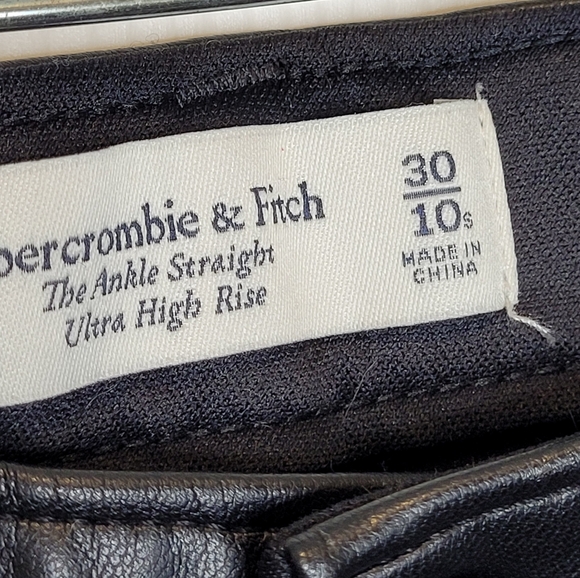 bercrombie & Fitch
The Ankle Straight
Ultra High Rise
30
10s
MADE IN
CHINA